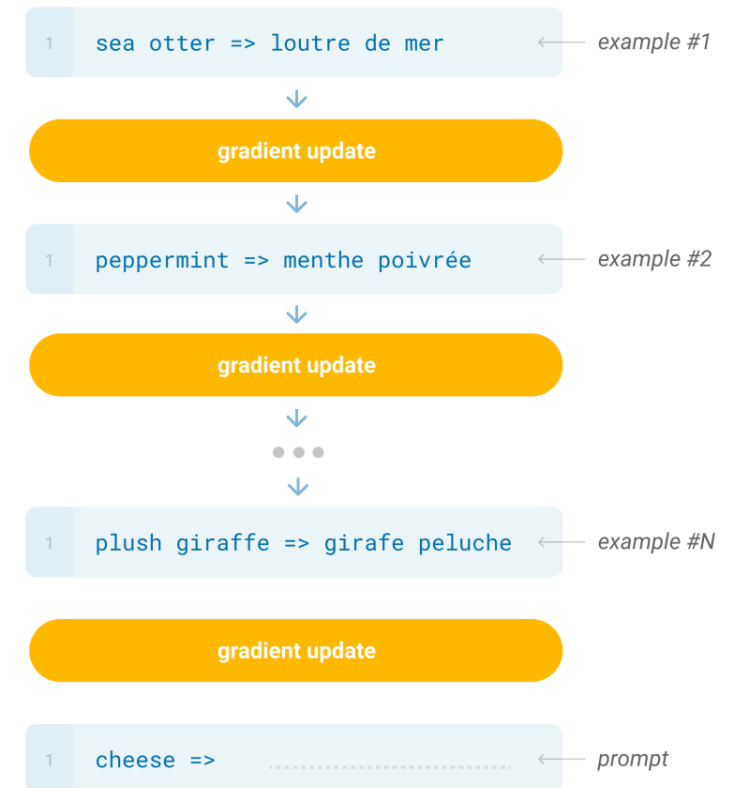 1 sea otter => loutre de mer example #1
gradient update
1 peppermint => menthe poivrée example #2
gradient update
1 plush giraffe => girafe peluche example #N
gradient update
1 cheese => prompt